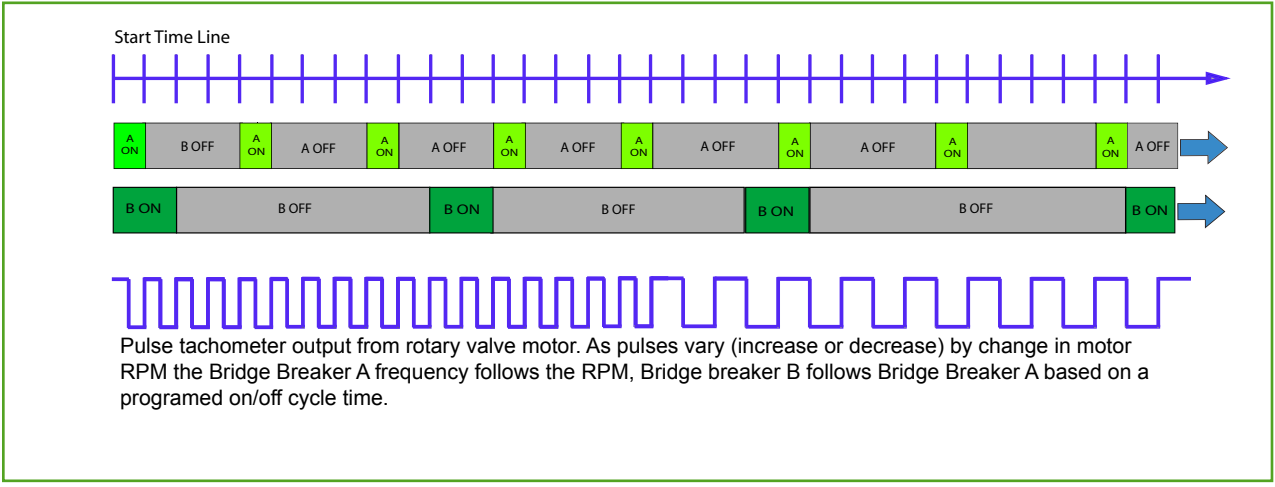 Start Time Line
A ON B OFF A ON A OFF A ON A OFF A ON A OFF A ON A OFF A ON A OFF A ON A ON A OFF
B ON B OFF B ON B OFF B ON B OFF B ON
Pulse tachometer output from rotary valve motor. As pulses vary (increase or decrease) by change in motor
RPM the Bridge Breaker A frequency follows the RPM, Bridge breaker B follows Bridge Breaker A based on a
programed on/off cycle time.